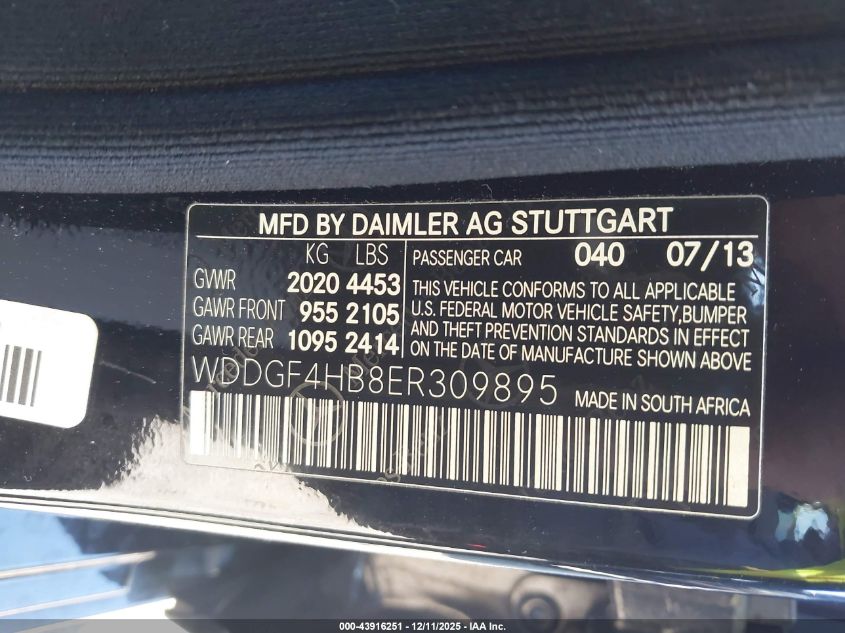 MFD BY DAIMLER AG STUTTGART
KG LBS
GVWR 2020 4453
GAWR FRONT 955 2105
GAWR REAR 1095 2414
PASSENGER CAR 040 07/13
THIS VEHICLE CONFORMS TO ALL APPLICABLE
U.S. FEDERAL MOTOR VEHICLE SAFETY,BUMPER
AND THEFT PREVENTION STANDARDS IN EFFECT
ON THE DATE OF MANUFACTURE SHOWN ABOVE
WDDGF4HB8ER309895
MADE IN SOUTH AFRICA
000-43916251 - 12/11/2025 - IAA Inc.